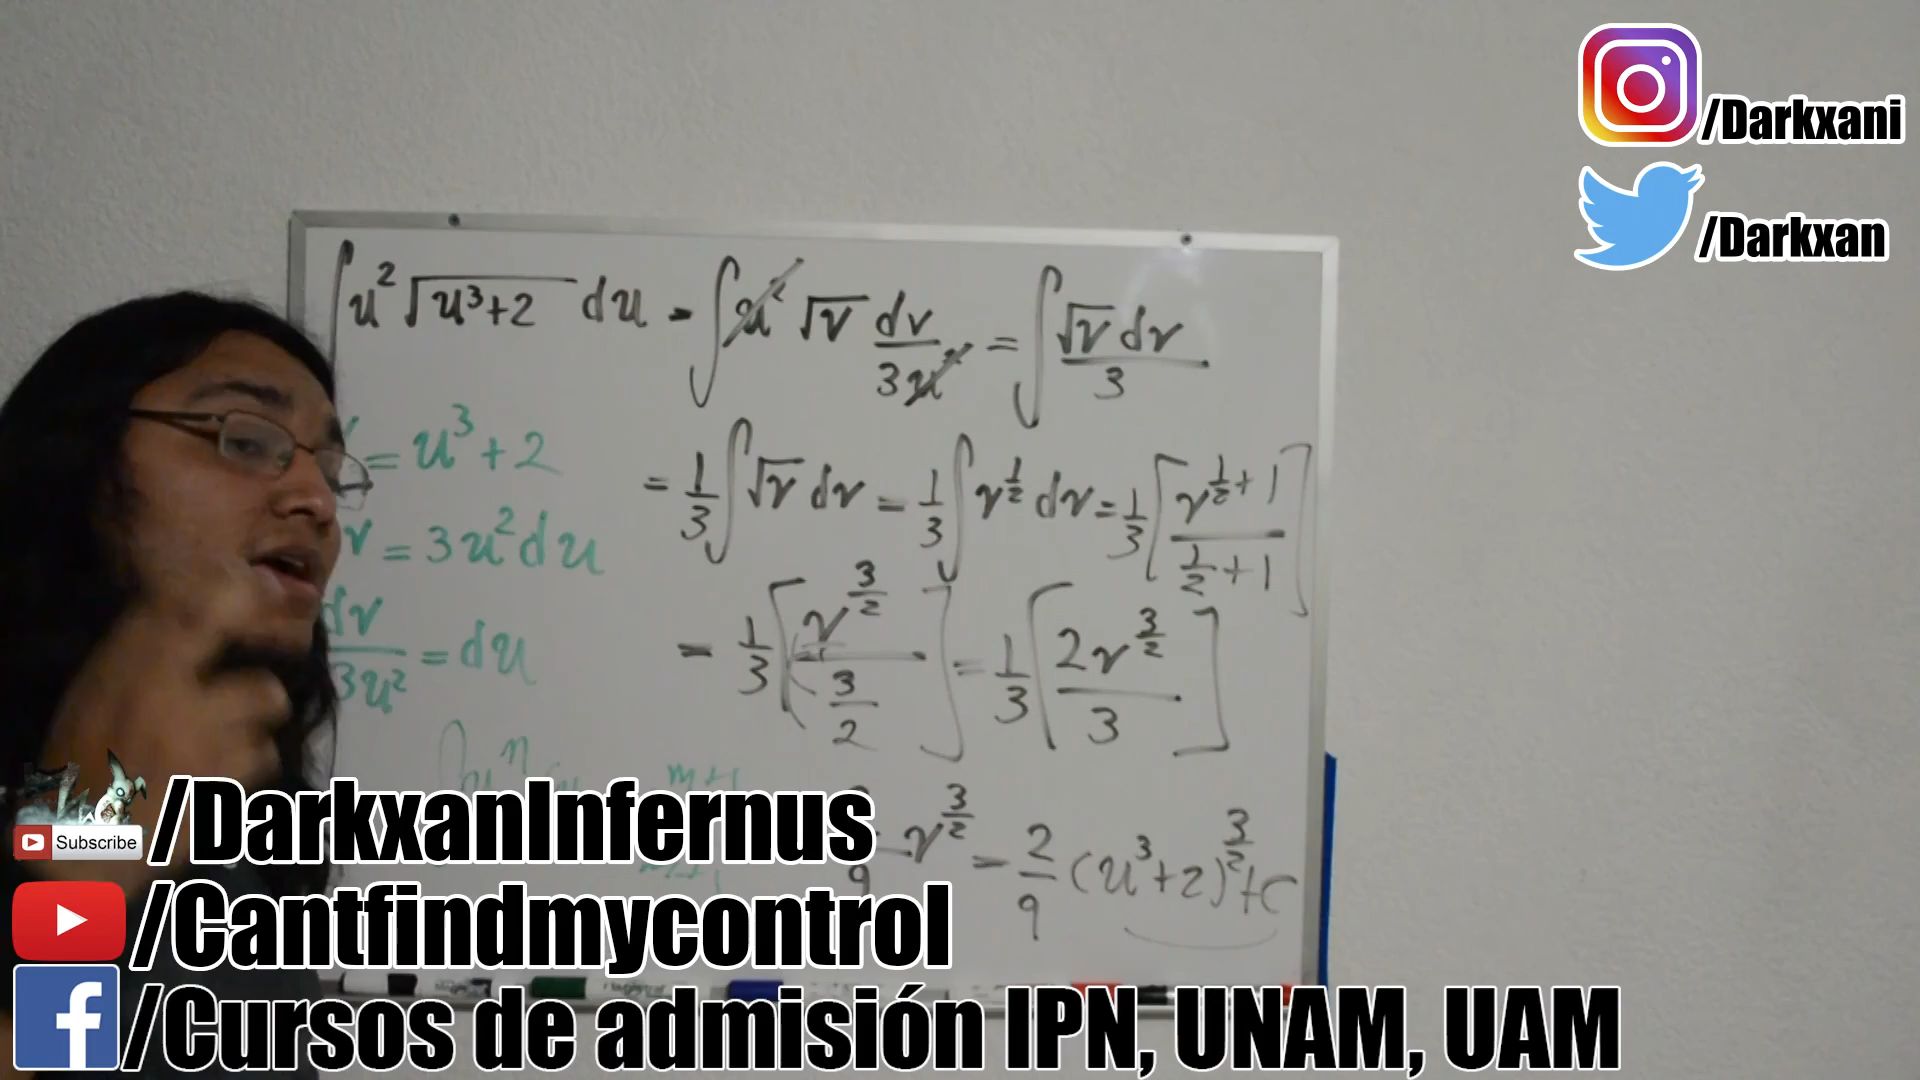 /Darkxani
/Darkxan
∫ u² √(u³+2) du = ∫ u² √v dv/3u² = ∫ √v dv/3
= u³+2
= 1/3 ∫ √v dv = 1/3 ∫ v^(1/2) dv = 1/3 [v^(1/2+1)/(1/2+1)]
v = 3u² du
dv/3u² = du
= 1/3 [v^(3/2)/(3/2)] = 1/3 [2v^(3/2)/3]
v^(3/2) = 2/9 (u³+2)^(3/2) + C
Subscribe /DarkxanInfernus
/Cantfindmycontrol
f /Cursos de admisión IPN, UNAM, UAM